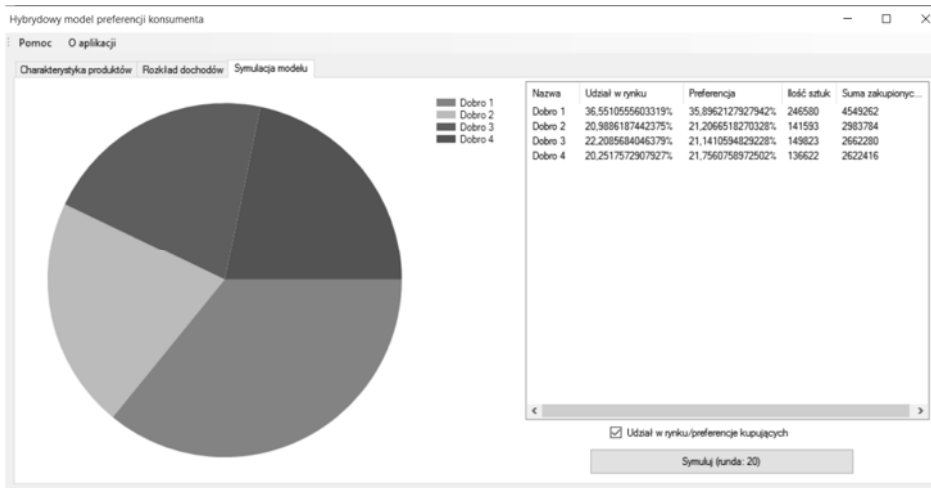 Hybrydowy model preferencji konsumenta
Pomoc O aplikacji
Charakterystyka produktów Rozkład dochodów Symulacja modelu
Dobro 1
Dobro 2
Dobro 3
Dobro 4
Nazwa Udział w rynku Preferencja Ilość sztuk Suma zakupionyc...
Dobro 1 36,5510555603319% 35,8962127927942% 246580 4549262
Dobro 2 20,9886187442375% 21,2066518270328% 141593 2983784
Dobro 3 22,2085684046379% 21,1410594829228% 149823 2662280
Dobro 4 20,2517572907927% 21,7560758972502% 136622 2622416
Udział w rynku/preferencje kupujących
Symuluj (runda: 20)